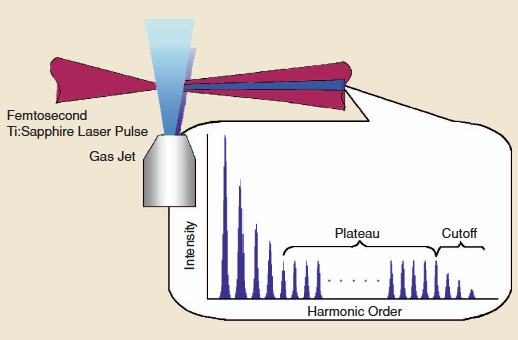 Femtosecond
Ti:Sapphire Laser Pulse
Gas Jet
Intensity
Plateau
Cutoff
Harmonic Order